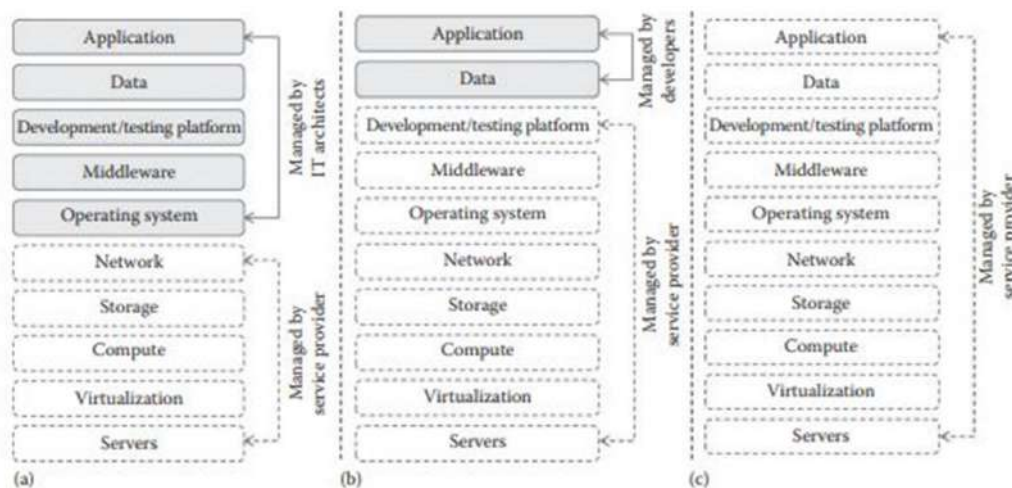 Application
Data
Development/testing platform
Middleware
Operating system
Network
Storage
Compute
Virtualization
Servers
Managed by
IT architects
Managed by
service provider
(a)
Application
Data
Development/testing platform
Middleware
Operating system
Network
Storage
Compute
Virtualization
Servers
Managed by
developers
Managed by
service provider
(b)
Application
Data
Development/testing platform
Middleware
Operating system
Network
Storage
Compute
Virtualization
Servers
Managed by
service provider
(c)